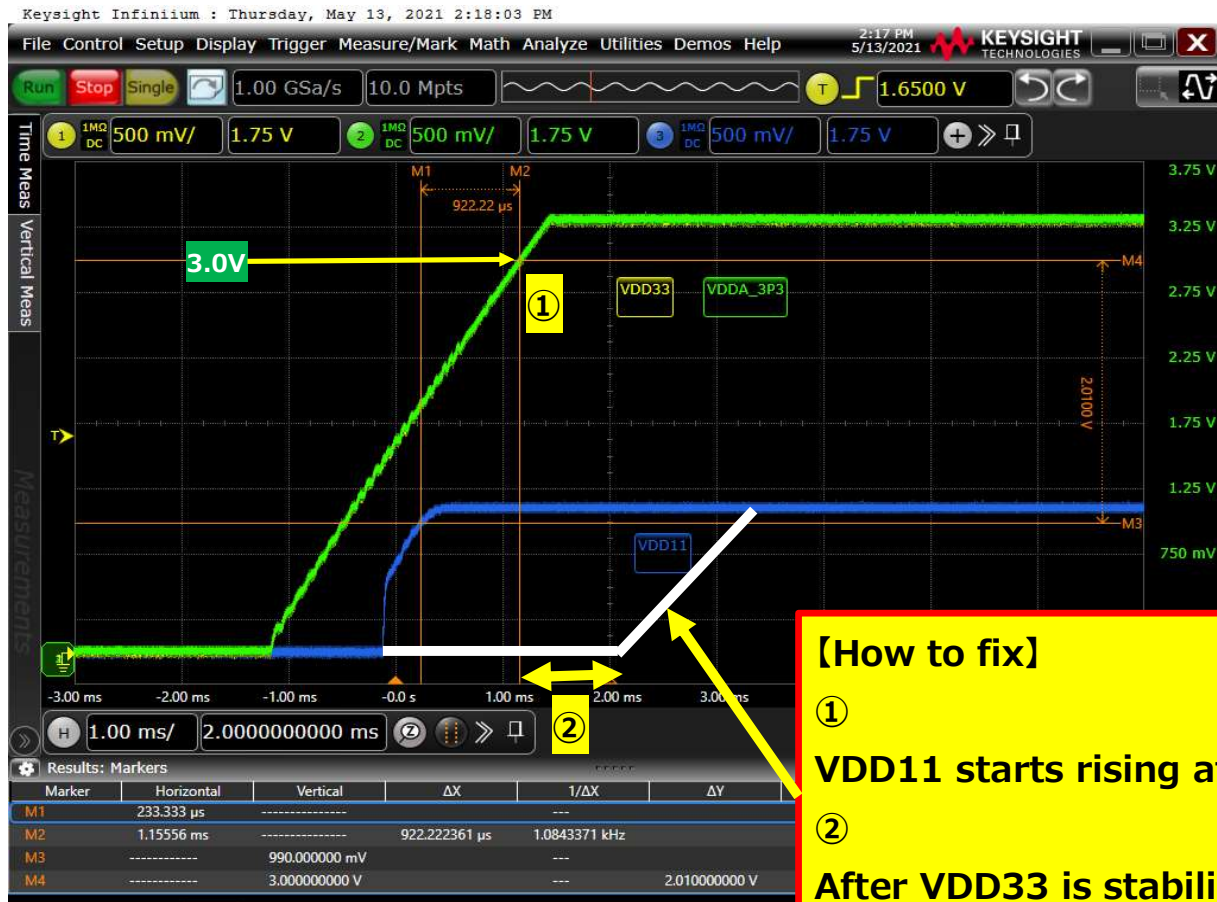 Keysight Infiniium : Thursday, May 13, 2021 2:18:03 PM
File Control Setup Display Trigger Measure/Mark Math Analyze Utilities Demos Help
2:17 PM
5/13/2021
KEYSIGHT
TECHNOLOGIES
Run Stop Single 1.00 GSa/s 10.0 Mpts T 1.6500 V
1 1MΩ DC 500 mV/ 1.75 V 2 1MΩ DC 500 mV/ 1.75 V 3 1MΩ DC 500 mV/ 1.75 V
Time Meas
Vertical Meas
Measurements
M1 M2
922.22 µs
3.75 V
3.25 V
3.0V
M4
2.75 V
①
VDD33
VDDA_3P3
2.25 V
2.0100 V
T
1.75 V
1.25 V
M3
VDD11
750 mV
-3.00 ms -2.00 ms -1.00 ms -0.0 s 1.00 ms 2.00 ms 3.00 ms
②
H 1.00 ms/ 2.0000000000 ms
【How to fix】
①
VDD11 starts rising
②
After VDD33 is
Results: Markers
Marker Horizontal Vertical ΔX 1/ΔX ΔY
M1 233.333 µs --------------- ---
M2 1.15556 ms --------------- 922.222361 µs 1.0843371 kHz
M3 ------------ 990.000000 mV ---
M4 ------------ 3.000000000 V --- 2.010000000 V